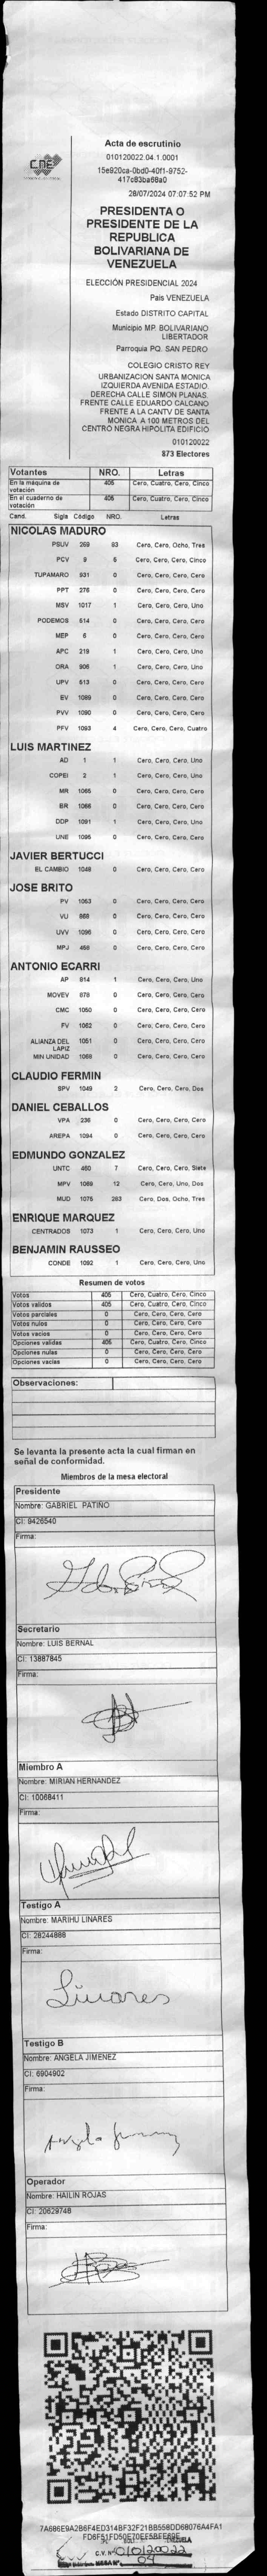 CNE
Acta de escrutinio
010120022.04.1.0001
15e920ca-0bd0-40f1-9752-
417c83ba68a0
28/07/2024 07:07:52 PM
PRESIDENTA O
PRESIDENTE DE LA
REPUBLICA
BOLIVARIANA DE
VENEZUELA
ELECCIÓN PRESIDENCIAL 2024
Pais VENEZUELA
Estado DISTRITO CAPITAL
Municipio MP. BOLIVARIANO
LIBERTADOR
Parroquia PQ. SAN PEDRO
COLEGIO CRISTO REY
URBANIZACION SANTA MONICA
IZQUIERDA AVENIDA ESTADIO.
DERECHA CALLE SIMON PLANAS.
FRENTE CALLE EDUARDO CALCANO
FRENTE A LA CANTV DE SANTA
MONICA A 100 METROS DEL
CENTRO NEGRA HIPOLITA EDIFICIO
010120022
873 Electores
Votantes NRO. Letras
En la maquina de votación 405 Cero, Cuatro, Cero, Cinco
En el cuaderno de votación 405 Cero, Cuatro, Cero, Cinco
Cand. Sigla Código NRO. Letras
NICOLAS MADURO
PSUV 269 83 Cero, Cero, Ocho, Tres
PCV 9 5 Cero, Cero, Cero, Cinco
TUPAMARO 931 0 Cero, Cero, Cero, Cero
PPT 276 0 Cero, Cero, Cero, Cero
MSV 1017 1 Cero, Cero, Cero, Uno
PODEMOS 514 0 Cero, Cero, Cero, Cero
MEP 6 0 Cero, Cero, Cero, Cero
APC 219 1 Cero, Cero, Cero, Uno
ORA 906 1 Cero, Cero, Cero, Uno
UPV 513 0 Cero, Cero, Cero, Cero
EV 1089 0 Cero, Cero, Cero, Cero
PVV 1090 0 Cero, Cero, Cero, Cero
PFV 1093 4 Cero, Cero, Cero, Cuatro
LUIS MARTINEZ
AD 1 1 Cero, Cero, Cero, Uno
COPEI 2 1 Cero, Cero, Cero, Uno
MR 1065 0 Cero, Cero, Cero, Cero
BR 1066 0 Cero, Cero, Cero, Cero
DDP 1091 1 Cero, Cero, Cero, Uno
UNE 1095 0 Cero, Cero, Cero, Cero
JAVIER BERTUCCI
EL CAMBIO 1048 0 Cero, Cero, Cero, Cero
JOSE BRITO
PV 1053 0 Cero, Cero, Cero, Cero
VU 868 0 Cero, Cero, Cero, Cero
UVV 1096 0 Cero, Cero, Cero, Cero
MPJ 458 0 Cero, Cero, Cero, Cero
ANTONIO ECARRI
AP 914 1 Cero, Cero, Cero, Uno
MOVEV 878 0 Cero, Cero, Cero, Cero
CMC 1050 0 Cero, Cero, Cero, Cero
FV 1062 0 Cero, Cero, Cero, Cero
ALIANZA DEL LAPIZ 1051 0 Cero, Cero, Cero, Cero
MIN UNIDAD 1068 0 Cero, Cero, Cero, Cero
CLAUDIO FERMIN
SPV 1049 2 Cero, Cero, Cero, Dos
DANIEL CEBALLOS
VPA 236 0 Cero, Cero, Cero, Cero
AREPA 1094 0 Cero, Cero, Cero, Cero
EDMUNDO GONZALEZ
UNTC 460 7 Cero, Cero, Cero, Siete
MPV 1069 12 Cero, Cero, Uno, Dos
MUD 1075 283 Cero, Dos, Ocho, Tres
ENRIQUE MARQUEZ
CENTRADOS 1073 1 Cero, Cero, Cero, Uno
BENJAMIN RAUSSEO
CONDE 1092 1 Cero, Cero, Cero, Uno
Resumen de votos
Votos 405 Cero, Cuatro, Cero, Cinco
Votos validos 405 Cero, Cuatro, Cero, Cinco
Votos parciales 0 Cero, Cero, Cero, Cero
Votos nulos 0 Cero, Cero, Cero, Cero
Votos vacios 0 Cero, Cero, Cero, Cero
Opciones validas 405 Cero, Cuatro, Cero, Cinco
Opciones nulas 0 Cero, Cero, Cero, Cero
Opciones vacias 0 Cero, Cero, Cero, Cero
Observaciones:
Se levanta la presente acta la cual firman en
señal de conformidad.
Miembros de la mesa electoral
Presidente
Nombre: GABRIEL PATIÑO
CI: 9426540
Firma:
Secretario
Nombre: LUIS BERNAL
CI: 13887845
Firma:
Miembro A
Nombre: MIRIAN HERNANDEZ
CI: 10068411
Firma:
Testigo A
Nombre: MARIHU LINARES
CI: 28244886
Firma:
Linares
Testigo B
Nombre: ANGELA JIMENEZ
CI: 6904902
Firma:
Operador
Nombre: HAILIN ROJAS
CI: 20629746
Firma:
7A686E9A2B6F4ED314BF32F21BB558DD68076A4FA1
C.V. Nº 010120022
MESA Nº 04